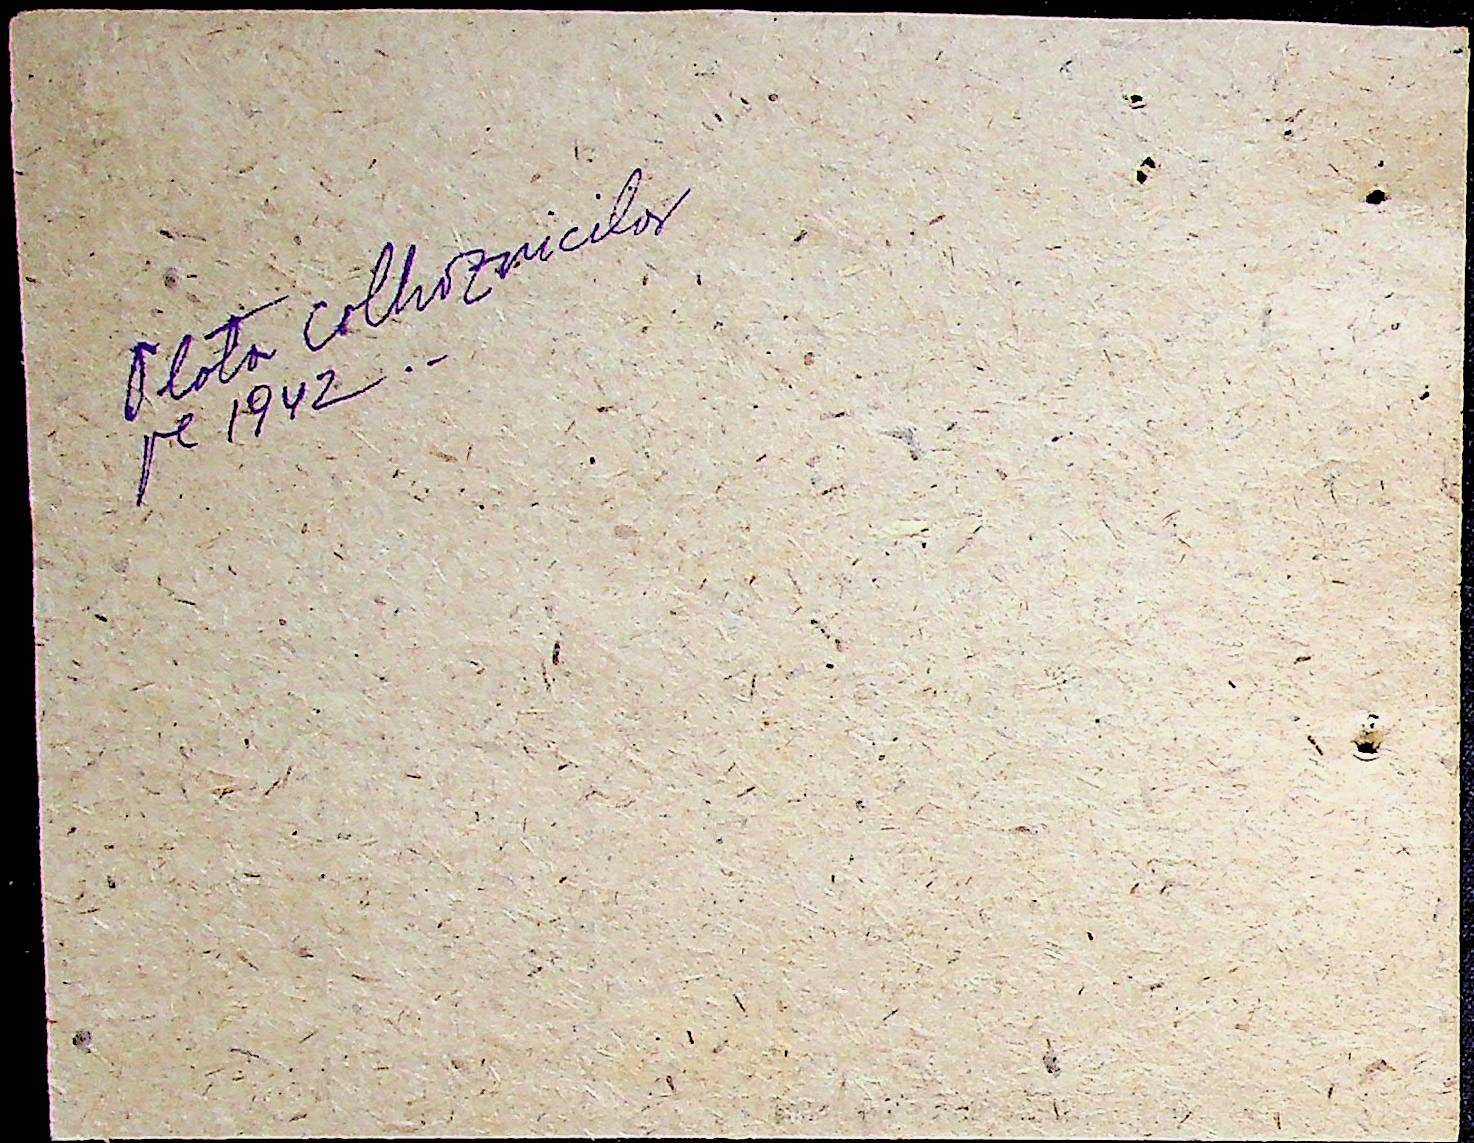 Plata colhoznicilor
pe 1942 . –